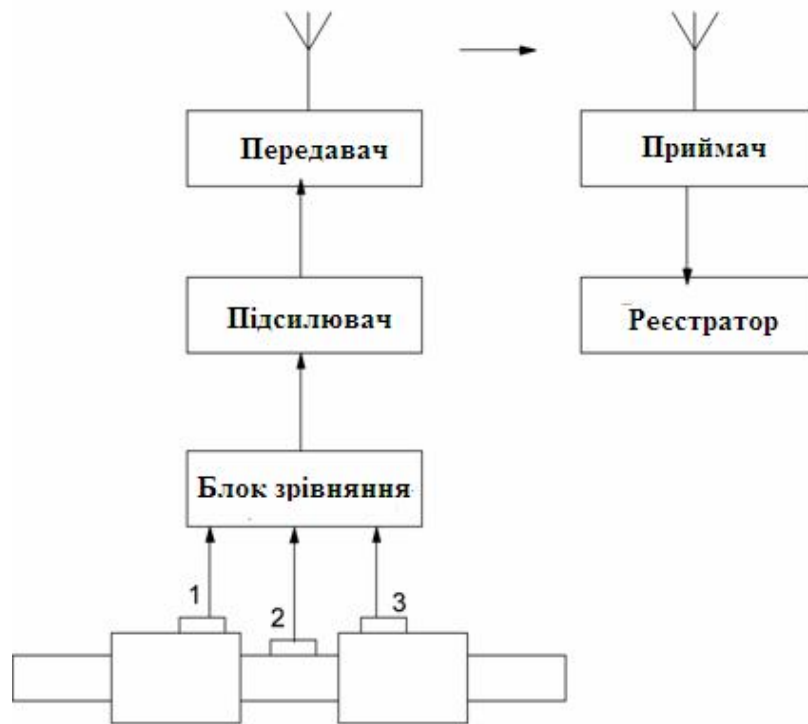 Передавач
Приймач
Підсилювач
Реєстратор
Блок зрівняння
1
2
3